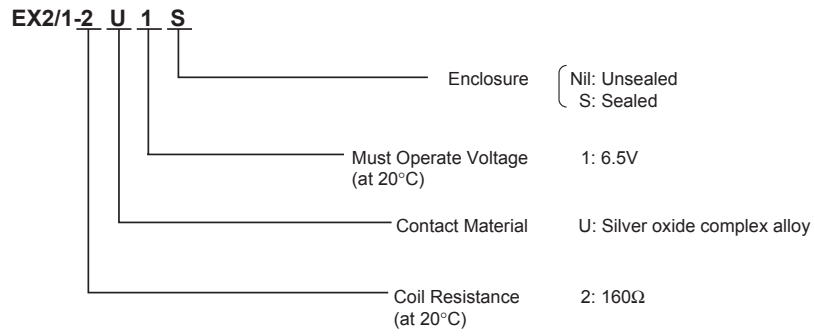 EX2/1-2 U 1 S
Enclosure Nil: Unsealed
S: Sealed
Must Operate Voltage 1: 6.5V
(at 20°C)
Contact Material U: Silver oxide complex alloy
Coil Resistance 2: 160Ω
(at 20°C)